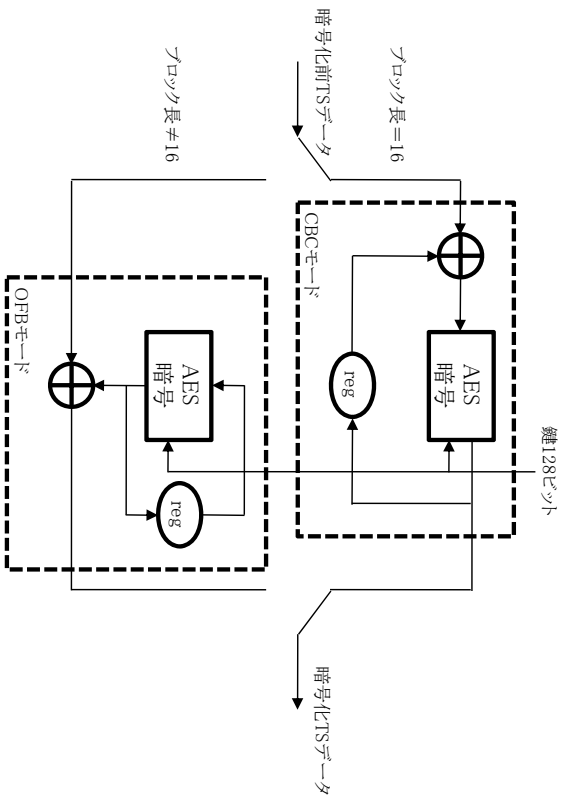 鍵128ビット
ブロック長=16
暗号化前TSデータ
ブロック長≠16
CBCモード
AES
暗号
reg
OFBモード
AES
暗号
reg
暗号化TSデータ